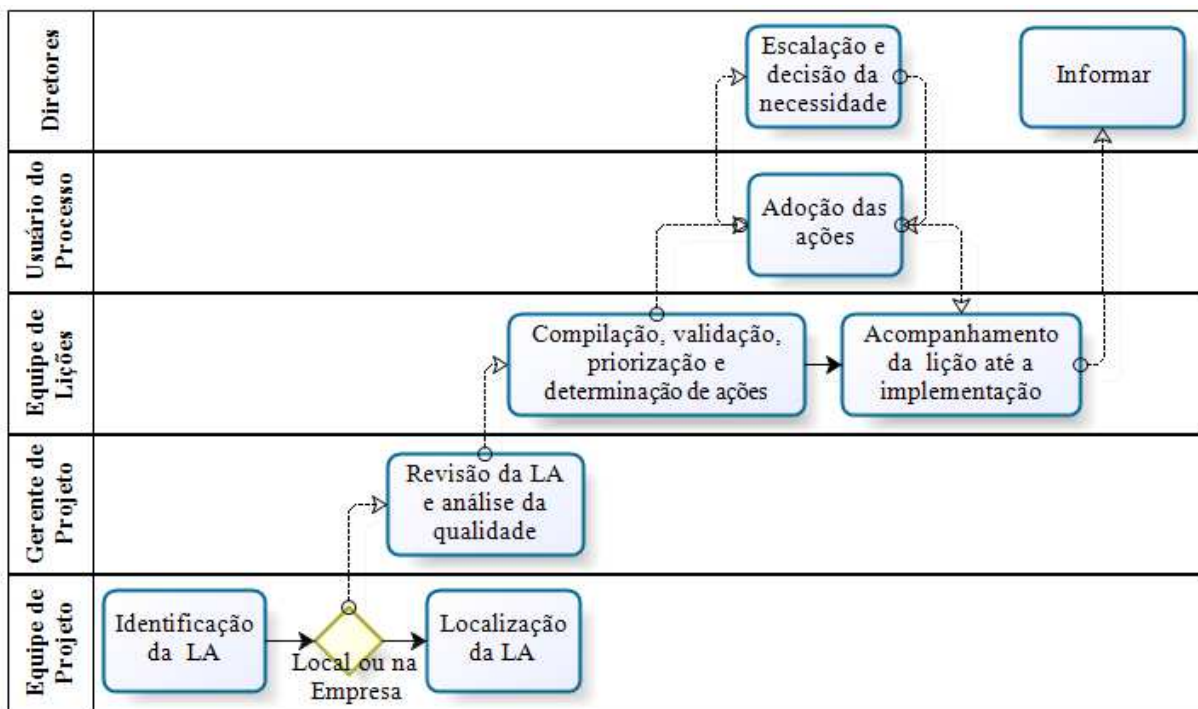 Diretores
Escalação e
decisão da
necessidade
Informar
Usuário do
Processo
Adoção das
ações
Equipe de
Lições
Compilação, validação,
priorização e
determinação de ações
Acompanhamento
da lição até a
implementação
Gerente de
Projeto
Revisão da LA
e análise da
qualidade
Equipe de
Projeto
Identificação
da LA
Local ou na
Empresa
Localização
da LA